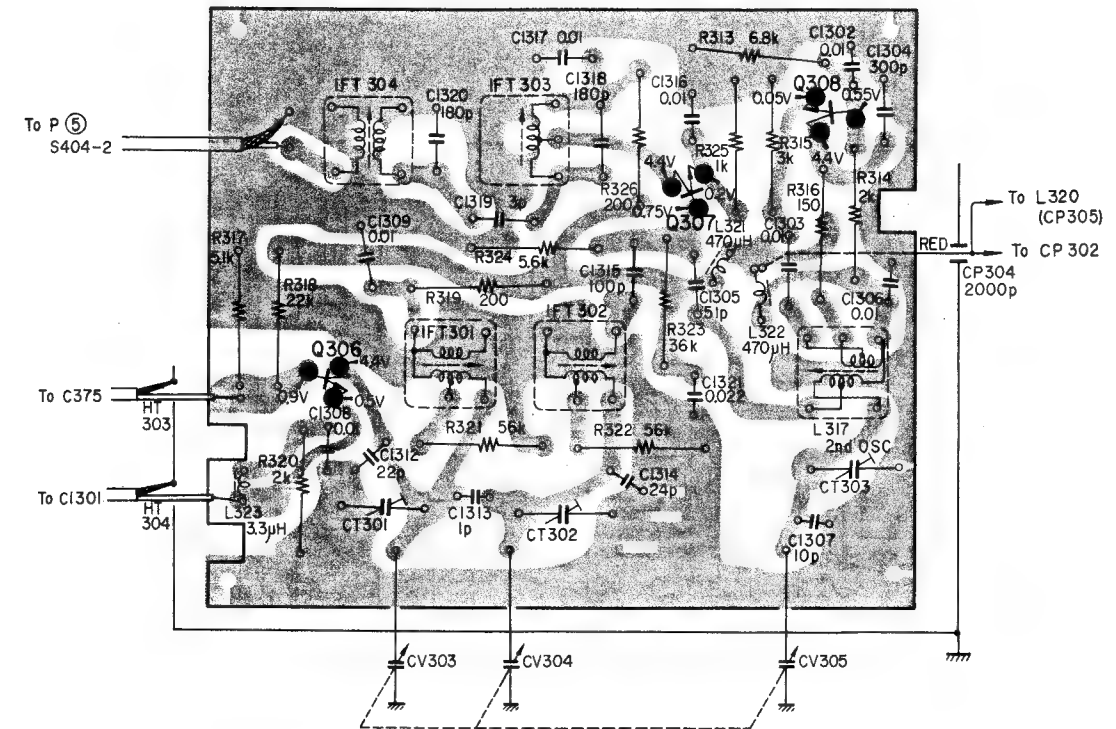 C1317 0.01
R313 6.8k
C1302
0.01
C1304
300p
IFT 304
C1320
180p
IFT 303
C1318
180p
C1316
0.01
Q308
0.05V
0.55V
To P ⑤
S404-2
R315
3k
4.4V
R325
1k
4.4V
0.2V
R326
200
0.75V
Q307
R316
150
R314
2k
To L320
(CP305)
C1319 3p
L321
470μH
C1303
0.01
C1309
0.01
R317
5.1k
R324 5.6k
RED
To CP 302
CP304
2000p
R318
22k
R319 200
C1315
100p
C1305
51p
C1306
0.01
IFT301
IFT302
R323
36k
L322
470μH
Q306
4.4V
0.9V
0.5V
C1308
0.01
C1321
0.022
To C375
HT
303
L317
2nd OSC
R321 56k
R322 56k
R320
2k
C1312
22p
C1314
24p
CT303
To C1301
HT
304
L323
3.3μH
CT301
C1313
1p
CT302
C1307
10p
CV303
CV304
CV305